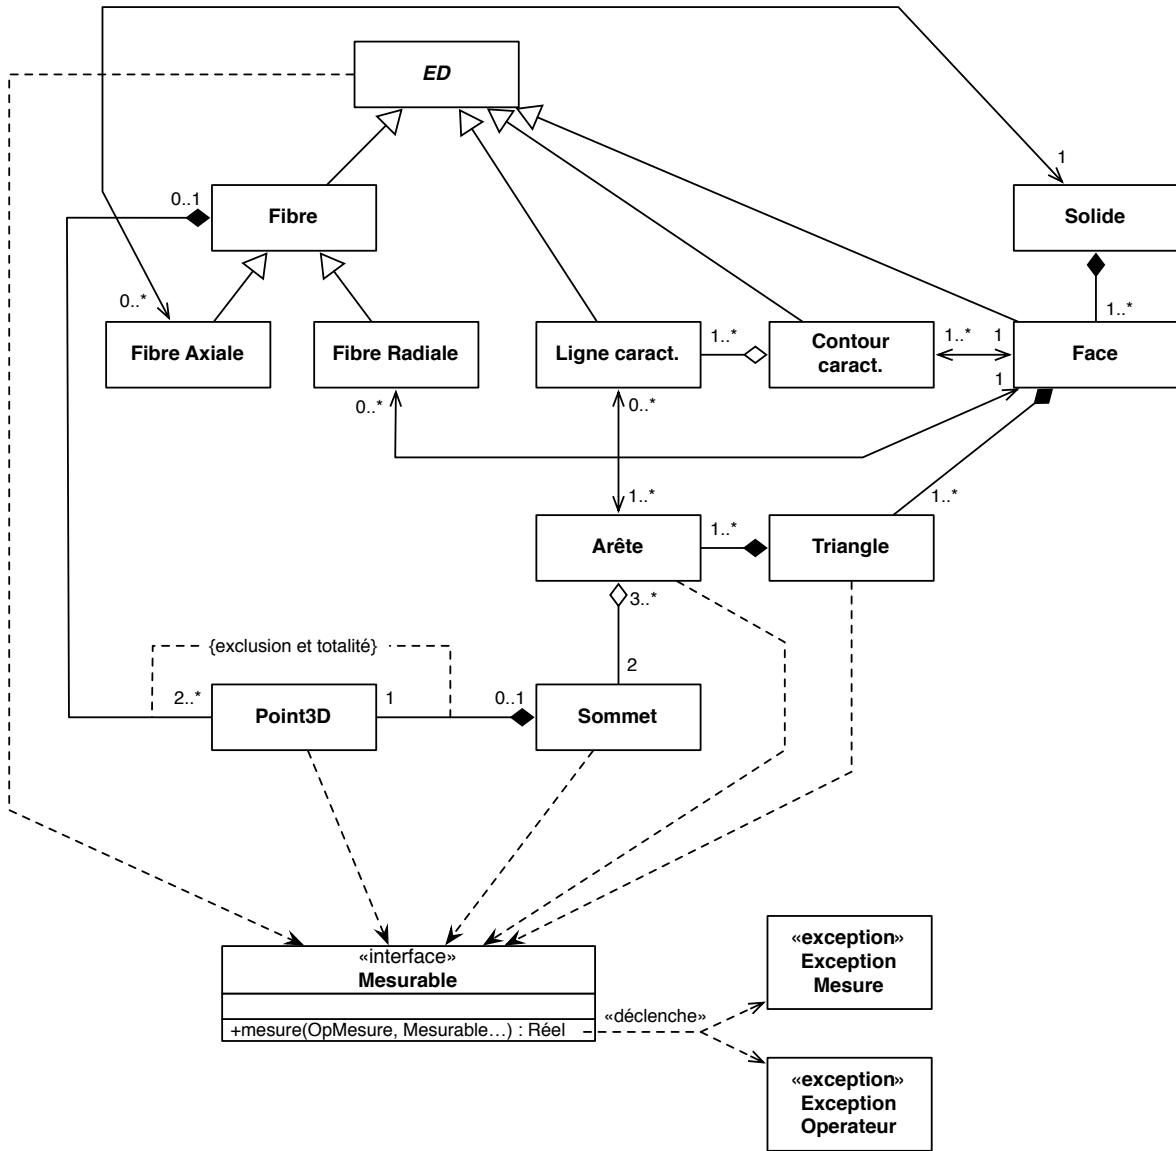 ED
1
0..1
Fibre
Solide
0..*
1..*
Fibre Axiale
Fibre Radiale
Ligne caract.
1..*
Contour
caract.
1..*
1
Face
1
0..*
0..*
1..*
1..*
Arête
1..*
Triangle
3..*
{exclusion et totalité}
2
2..*
Point3D
1
0..1
Sommet
«interface»
Mesurable
+mesure(OpMesure, Mesurable...) : Réel
«déclenche»
«exception»
Exception
Mesure
«exception»
Exception
Operateur